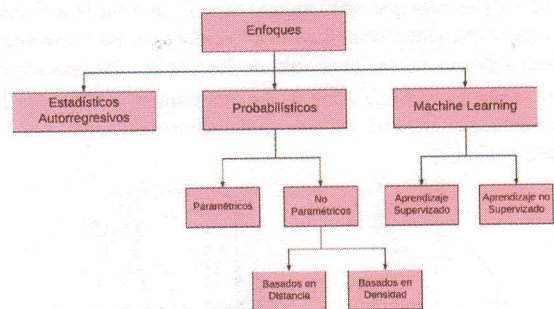 Enfoques
Estadísticos
Autorregresivos
Probabilísticos
Machine Learning
Paramétricos
No
Paramétricos
Aprendizaje
Supervizado
Aprendizaje no
Supervizado
Basados en
Distancia
Basados en
Densidad